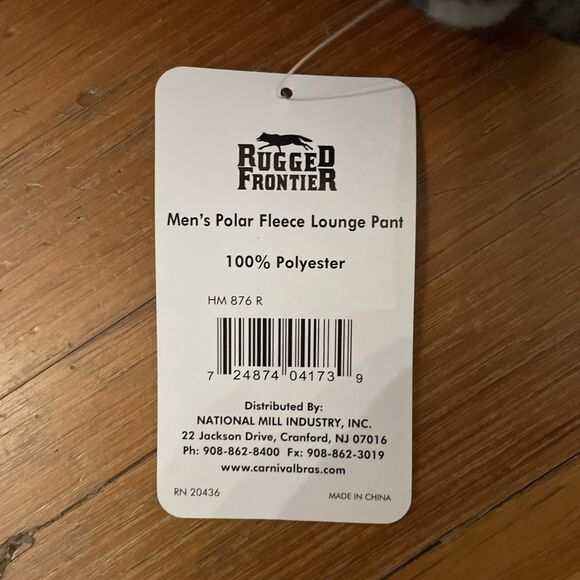 RUGGED
FRONTIER
Men's Polar Fleece Lounge Pant
100% Polyester
HM 876 R
7 24874 04173 9
Distributed By:
NATIONAL MILL INDUSTRY, INC.
22 Jackson Drive, Cranford, NJ 07016
Ph: 908-862-8400 Fx: 908-862-3019
www.carnivalbras.com
RN 20436 MADE IN CHINA